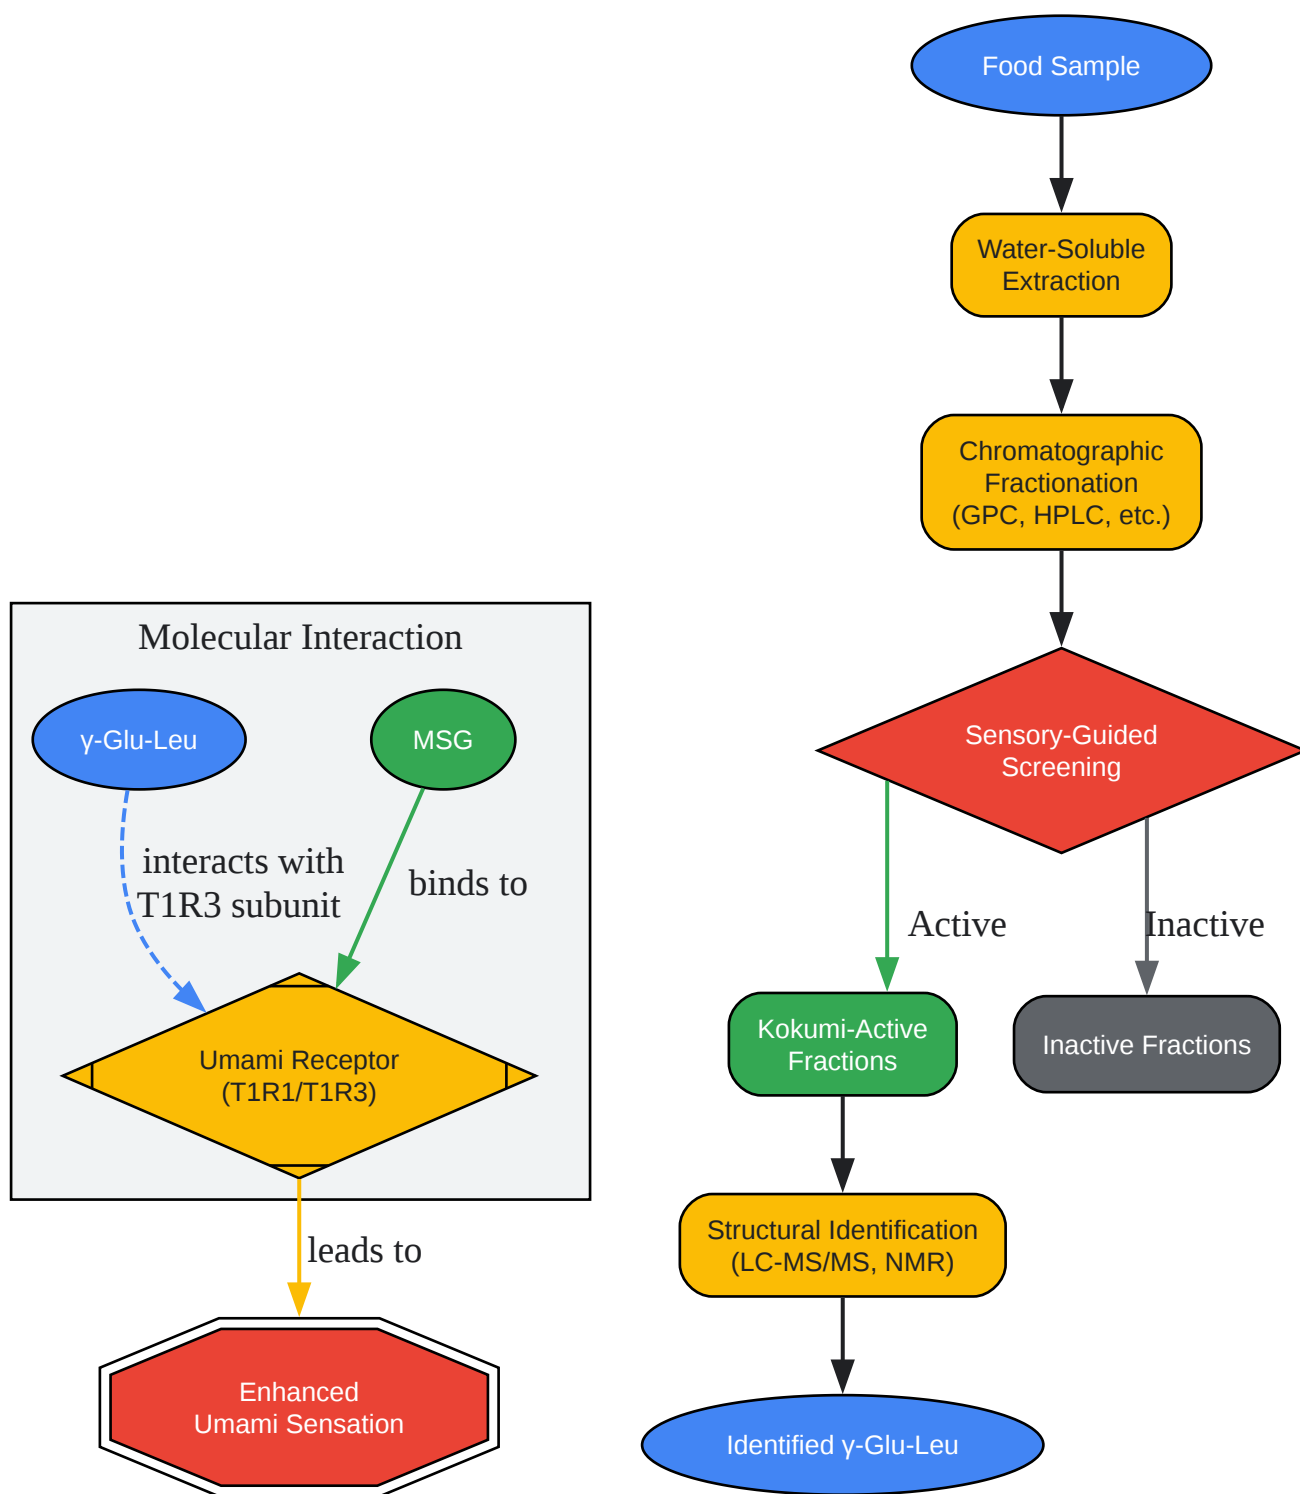 Food Sample
Water-Soluble
Extraction
Chromatographic
Fractionation
(GPC, HPLC, etc.)
Sensory-Guided
Screening
Active
Inactive
Kokumi-Active
Fractions
Inactive Fractions
Structural Identification
(LC-MS/MS, NMR)
Identified γ-Glu-Leu
Molecular Interaction
γ-Glu-Leu
MSG
interacts with
T1R3 subunit
binds to
Umami Receptor
(T1R1/T1R3)
leads to
Enhanced
Umami Sensation